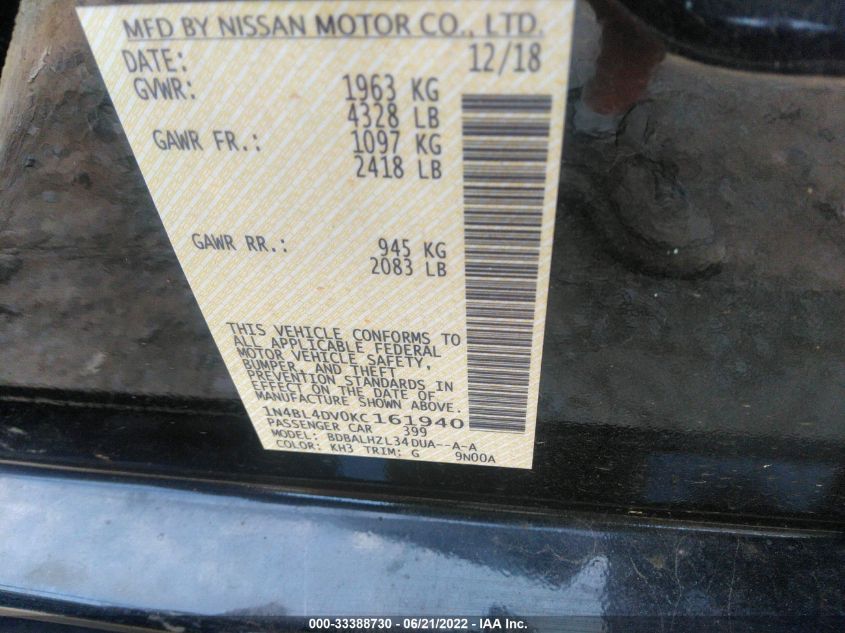 MFD BY NISSAN MOTOR CO., LTD.
DATE: 12/18
GVWR: 1963 KG
4328 LB
GAWR FR.: 1097 KG
2418 LB
GAWR RR.: 945 KG
2083 LB
THIS VEHICLE CONFORMS TO
ALL APPLICABLE FEDERAL
MOTOR VEHICLE SAFETY,
BUMPER, AND THEFT
PREVENTION STANDARDS IN
EFFECT ON THE DATE OF
MANUFACTURE SHOWN ABOVE.
1N4BL4DV0KC161940
PASSENGER CAR 399
MODEL: BDBALHZL34DUA--A-A
COLOR: KH3 TRIM: G 9N00A
000-33388730 - 06/21/2022 - IAA Inc.